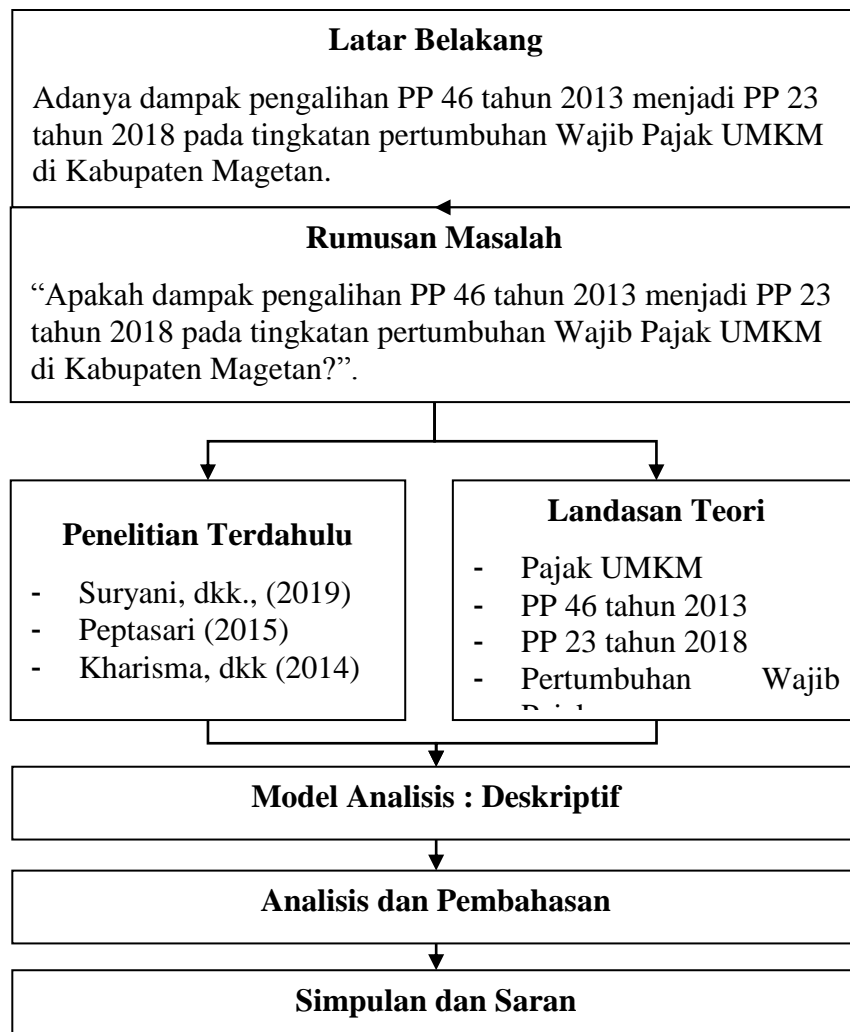 Latar Belakang
Adanya dampak pengalihan PP 46 tahun 2013 menjadi PP 23
tahun 2018 pada tingkatan pertumbuhan Wajib Pajak UMKM
di Kabupaten Magetan.
Rumusan Masalah
“Apakah dampak pengalihan PP 46 tahun 2013 menjadi PP 23
tahun 2018 pada tingkatan pertumbuhan Wajib Pajak UMKM
di Kabupaten Magetan?”.
Penelitian Terdahulu
- Suryani, dkk., (2019)
- Peptasari (2015)
- Kharisma, dkk (2014)
Landasan Teori
- Pajak UMKM
- PP 46 tahun 2013
- PP 23 tahun 2018
- Pertumbuhan Wajib
Model Analisis : Deskriptif
Analisis dan Pembahasan
Simpulan dan Saran